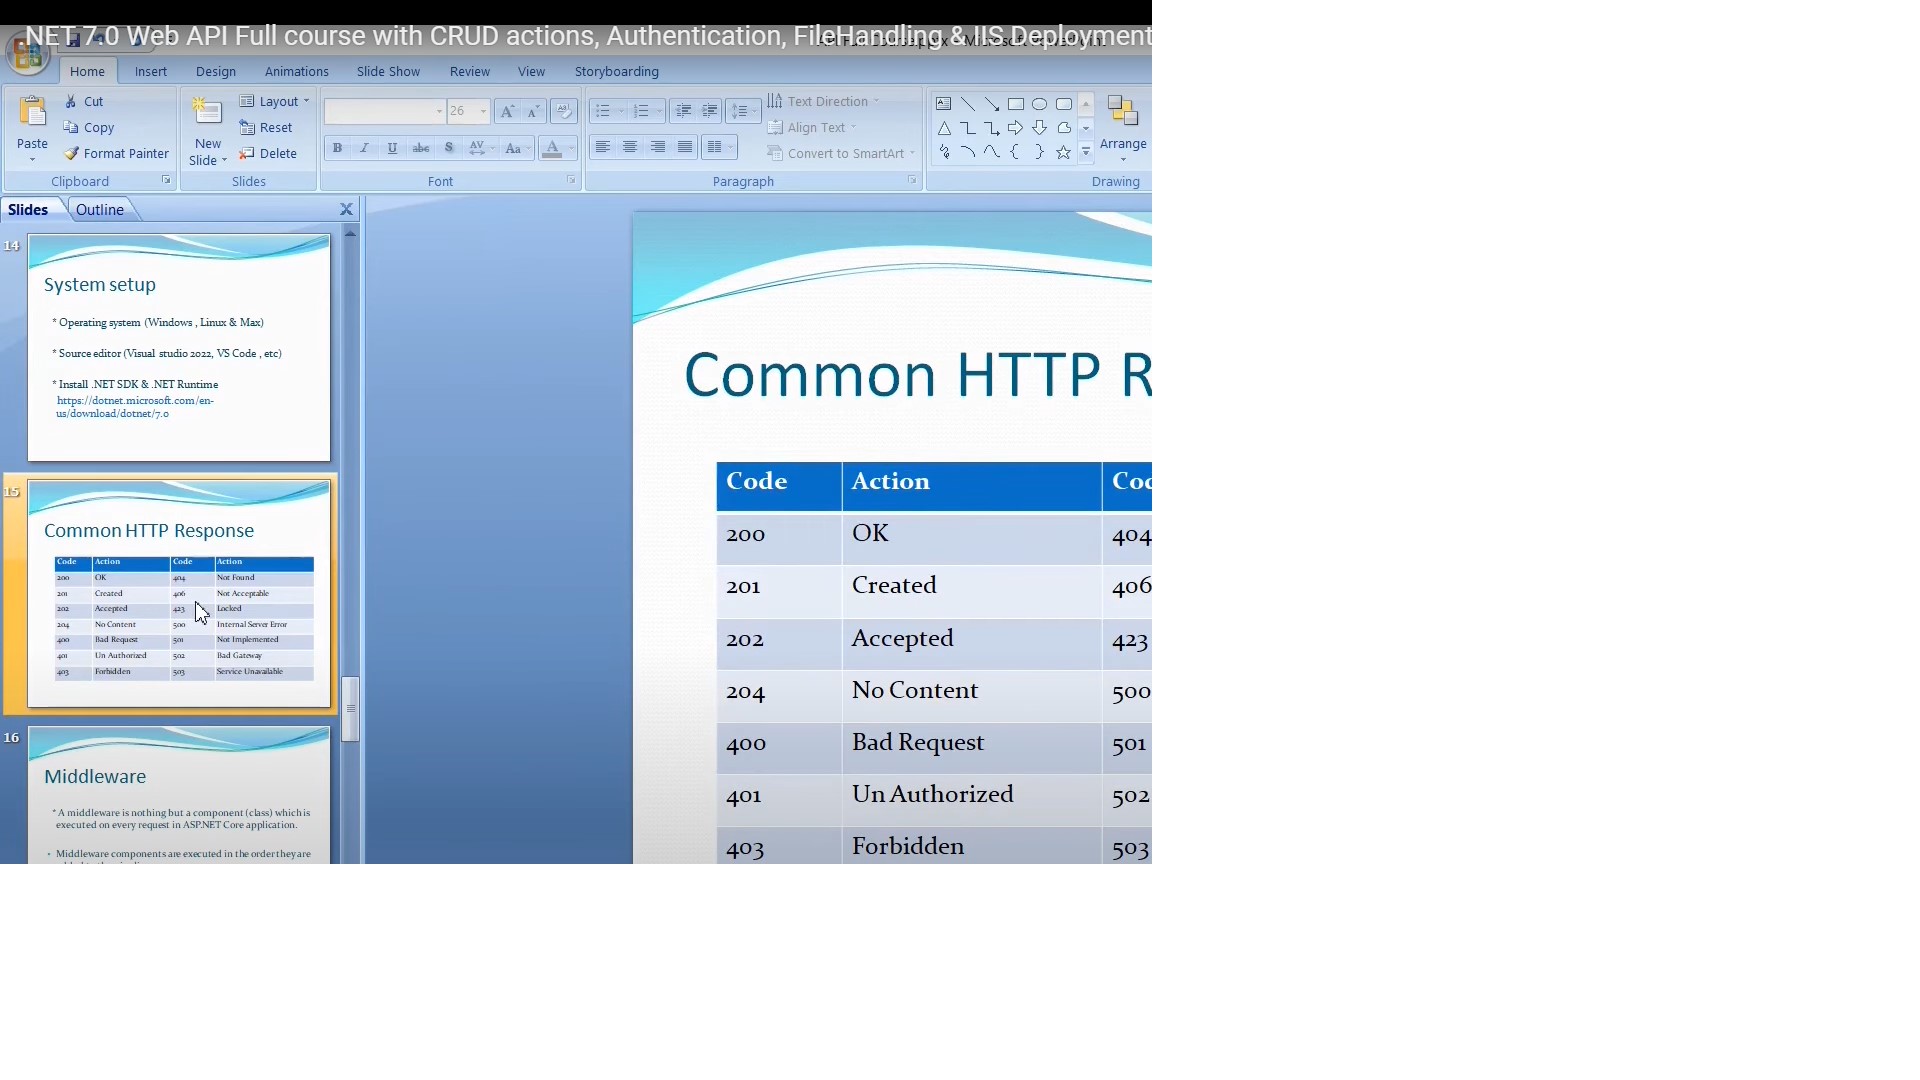 .NET 7.0 Web API Full course with CRUD actions, Authentication, FileHandling & IIS Deployment
Home Insert Design Animations Slide Show Review View Storyboarding
Paste
Cut
Copy
Format Painter
Clipboard
New
Slide
Layout
Reset
Delete
Slides
26
Font
Text Direction
Align Text
Convert to SmartArt
Paragraph
Arrange
Drawing
Slides Outline
14
System setup
* Operating system (Windows , Linux & Max)
* Source editor (Visual studio 2022, VS Code , etc)
* Install .NET SDK & .NET Runtime
https://dotnet.microsoft.com/en-
us/download/dotnet/7.0
15
Common HTTP Response
Code Action Code Action
200 OK 404 Not Found
201 Created 406 Not Acceptable
202 Accepted 423 Locked
204 No Content 500 Internal Server Error
400 Bad Request 501 Not Implemented
401 Un Authorized 502 Bad Gateway
403 Forbidden 503 Service Unavailable
16
Middleware
* A middleware is nothing but a component (class) which is
executed on every request in ASP.NET Core application.
• Middleware components are executed in the order they are
Common HTTP R
Code Action Cod
200 OK 404
201 Created 406
202 Accepted 423
204 No Content 500
400 Bad Request 501
401 Un Authorized 502
403 Forbidden 503